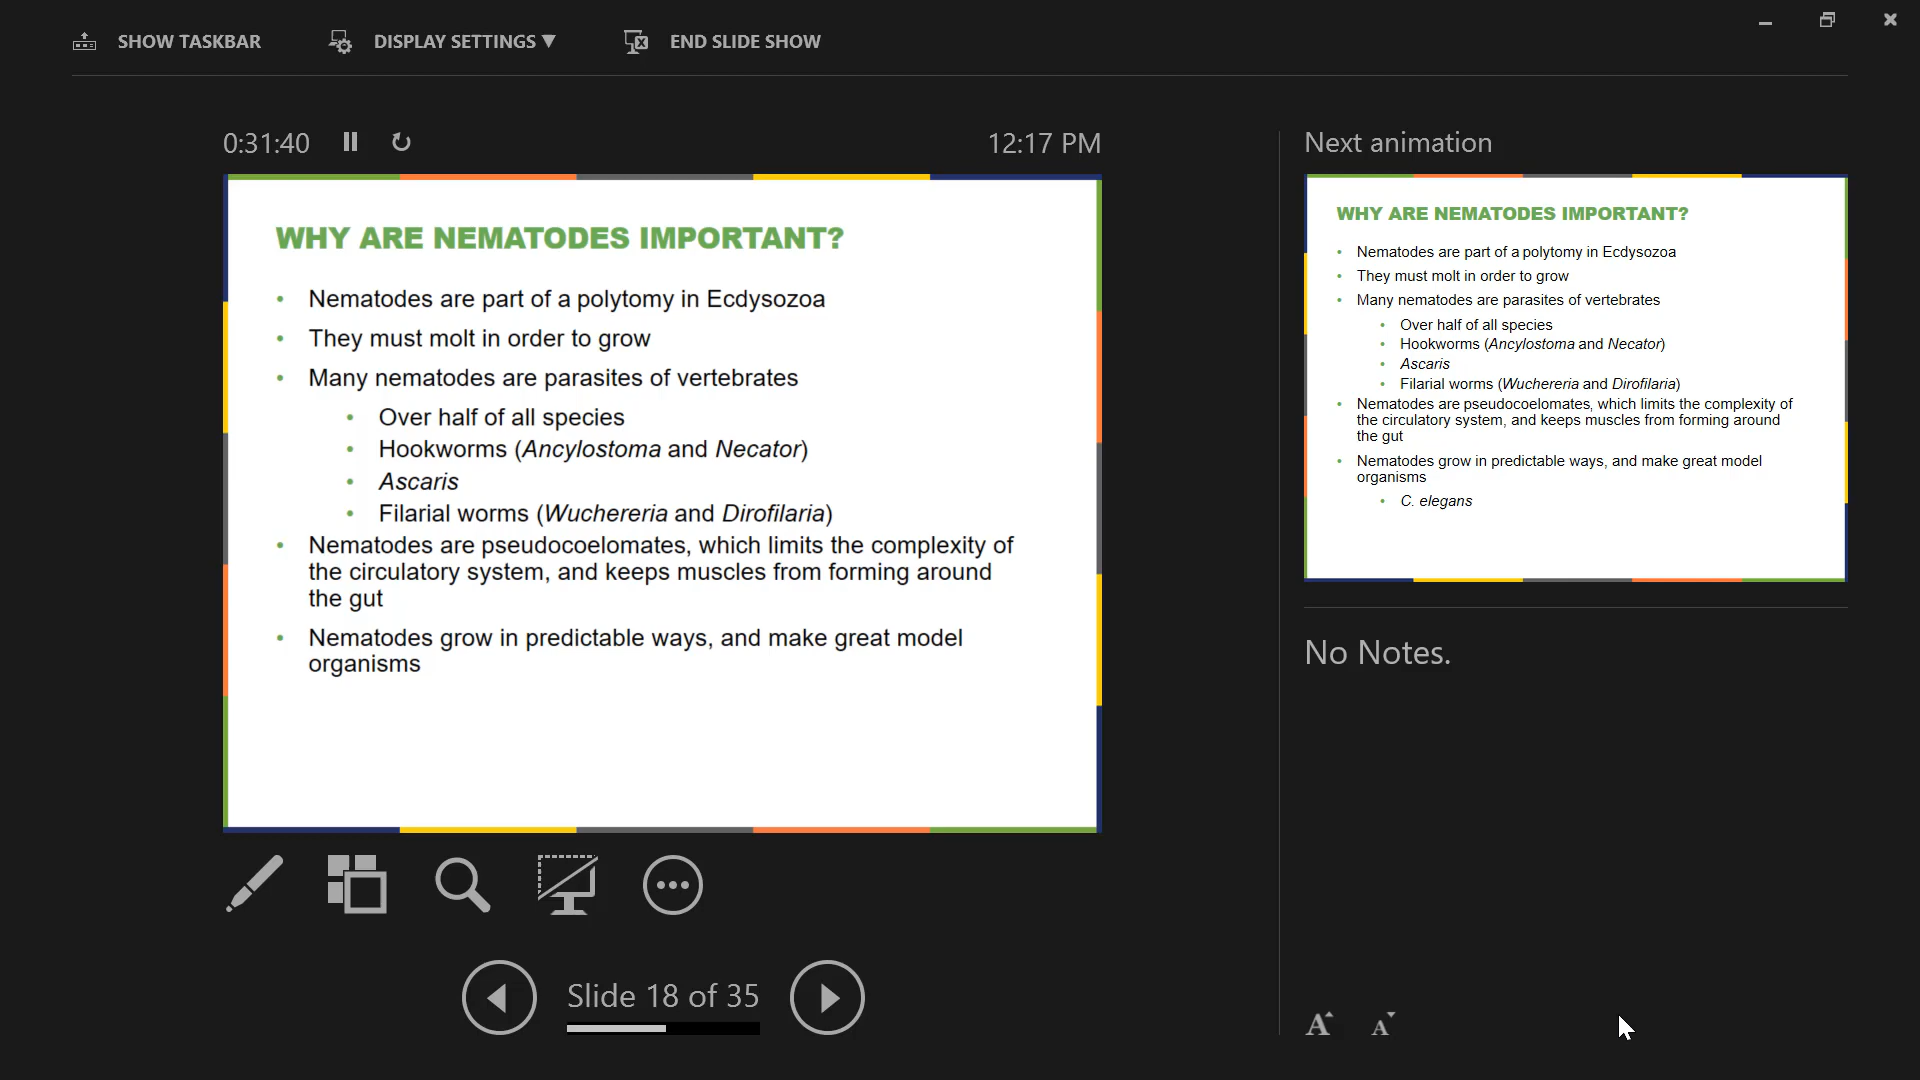 SHOW TASKBAR DISPLAY SETTINGS ▼ END SLIDE SHOW
0:31:40 12:17 PM
WHY ARE NEMATODES IMPORTANT?
• Nematodes are part of a polytomy in Ecdysozoa
• They must molt in order to grow
• Many nematodes are parasites of vertebrates
• Over half of all species
• Hookworms (Ancylostoma and Necator)
• Ascaris
• Filarial worms (Wuchereria and Dirofilaria)
• Nematodes are pseudocoelomates, which limits the complexity of
the circulatory system, and keeps muscles from forming around
the gut
• Nematodes grow in predictable ways, and make great model
organisms
Slide 18 of 35
Next animation
WHY ARE NEMATODES IMPORTANT?
• Nematodes are part of a polytomy in Ecdysozoa
• They must molt in order to grow
• Many nematodes are parasites of vertebrates
• Over half of all species
• Hookworms (Ancylostoma and Necator)
• Ascaris
• Filarial worms (Wuchereria and Dirofilaria)
• Nematodes are pseudocoelomates, which limits the complexity of
the circulatory system, and keeps muscles from forming around
the gut
• Nematodes grow in predictable ways, and make great model
organisms
• C. elegans
No Notes.
A A